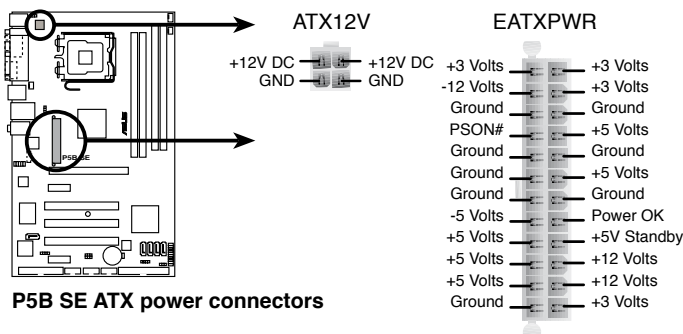 ATX12V
EATXPWR
+12V DC +12V DC
GND GND
+3 Volts +3 Volts
-12 Volts +3 Volts
Ground Ground
PSON# +5 Volts
Ground Ground
Ground +5 Volts
Ground Ground
-5 Volts Power OK
+5 Volts +5V Standby
+5 Volts +12 Volts
+5 Volts +12 Volts
Ground +3 Volts
ASUS
P5B SE
P5B SE ATX power connectors